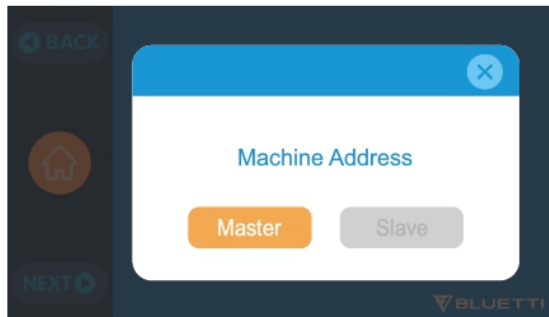 BACK
Machine Address
Master Slave
NEXT
BLUETTI